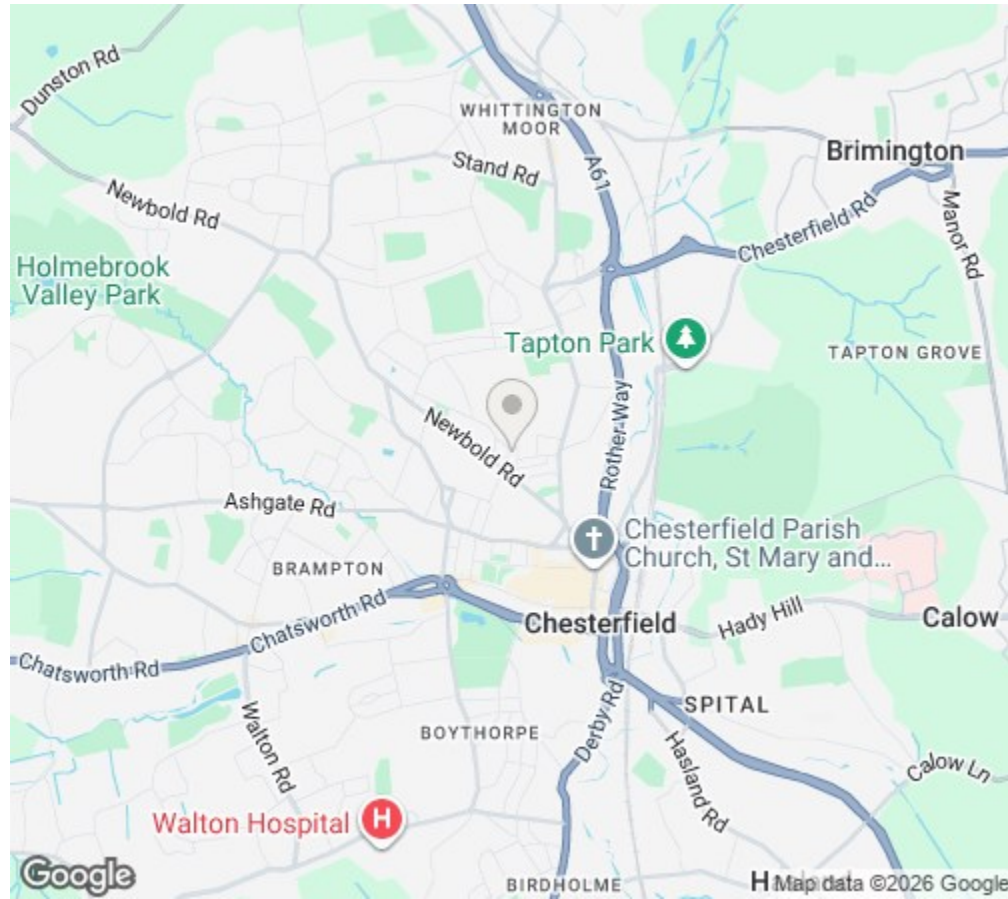 Dunston Rd
WHITTINGTON
MOOR
Stand Rd
A61
Brimington
Newbold Rd
Chesterfield Rd
Manor Rd
Holmebrook
Valley Park
Tapton Park
TAPTON GROVE
Newbold Rd
Rother Way
Ashgate Rd
Chesterfield Parish
Church, St Mary and...
BRAMPTON
Chatsworth Rd
Chesterfield
Hady Hill
Calow
Chatsworth Rd
SPITAL
Walton Rd
BOYTHORPE
Derby Rd
Hasland Rd
Calow Ln
Walton Hospital
H
Google
BIRDHOLME
Map data ©2026 Google